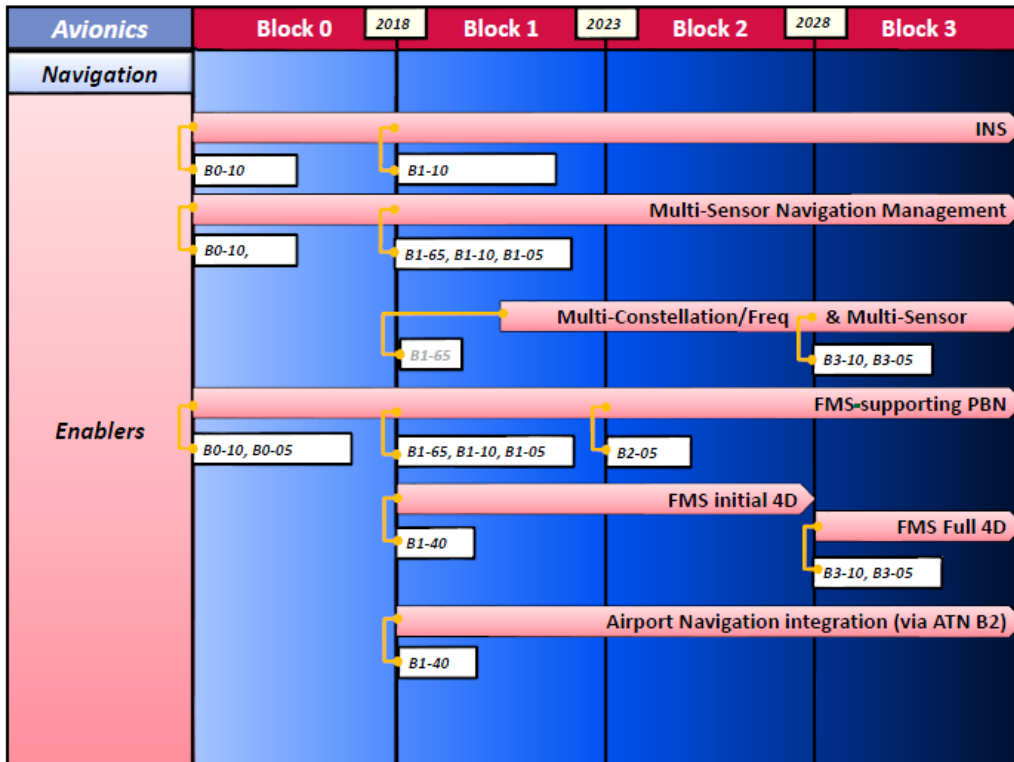 Avionics Block 0 2018 Block 1 2023 Block 2 2028 Block 3
Navigation
INS
B0-10 B1-10
Multi-Sensor Navigation Management
B0-10, B1-65, B1-10, B1-05
Multi-Constellation/Freq & Multi-Sensor
B1-65 B3-10, B3-05
FMS-supporting PBN
Enablers
B0-10, B0-05 B1-65, B1-10, B1-05 B2-05
FMS initial 4D
FMS Full 4D
B1-40
B3-10, B3-05
Airport Navigation integration (via ATN B2)
B1-40